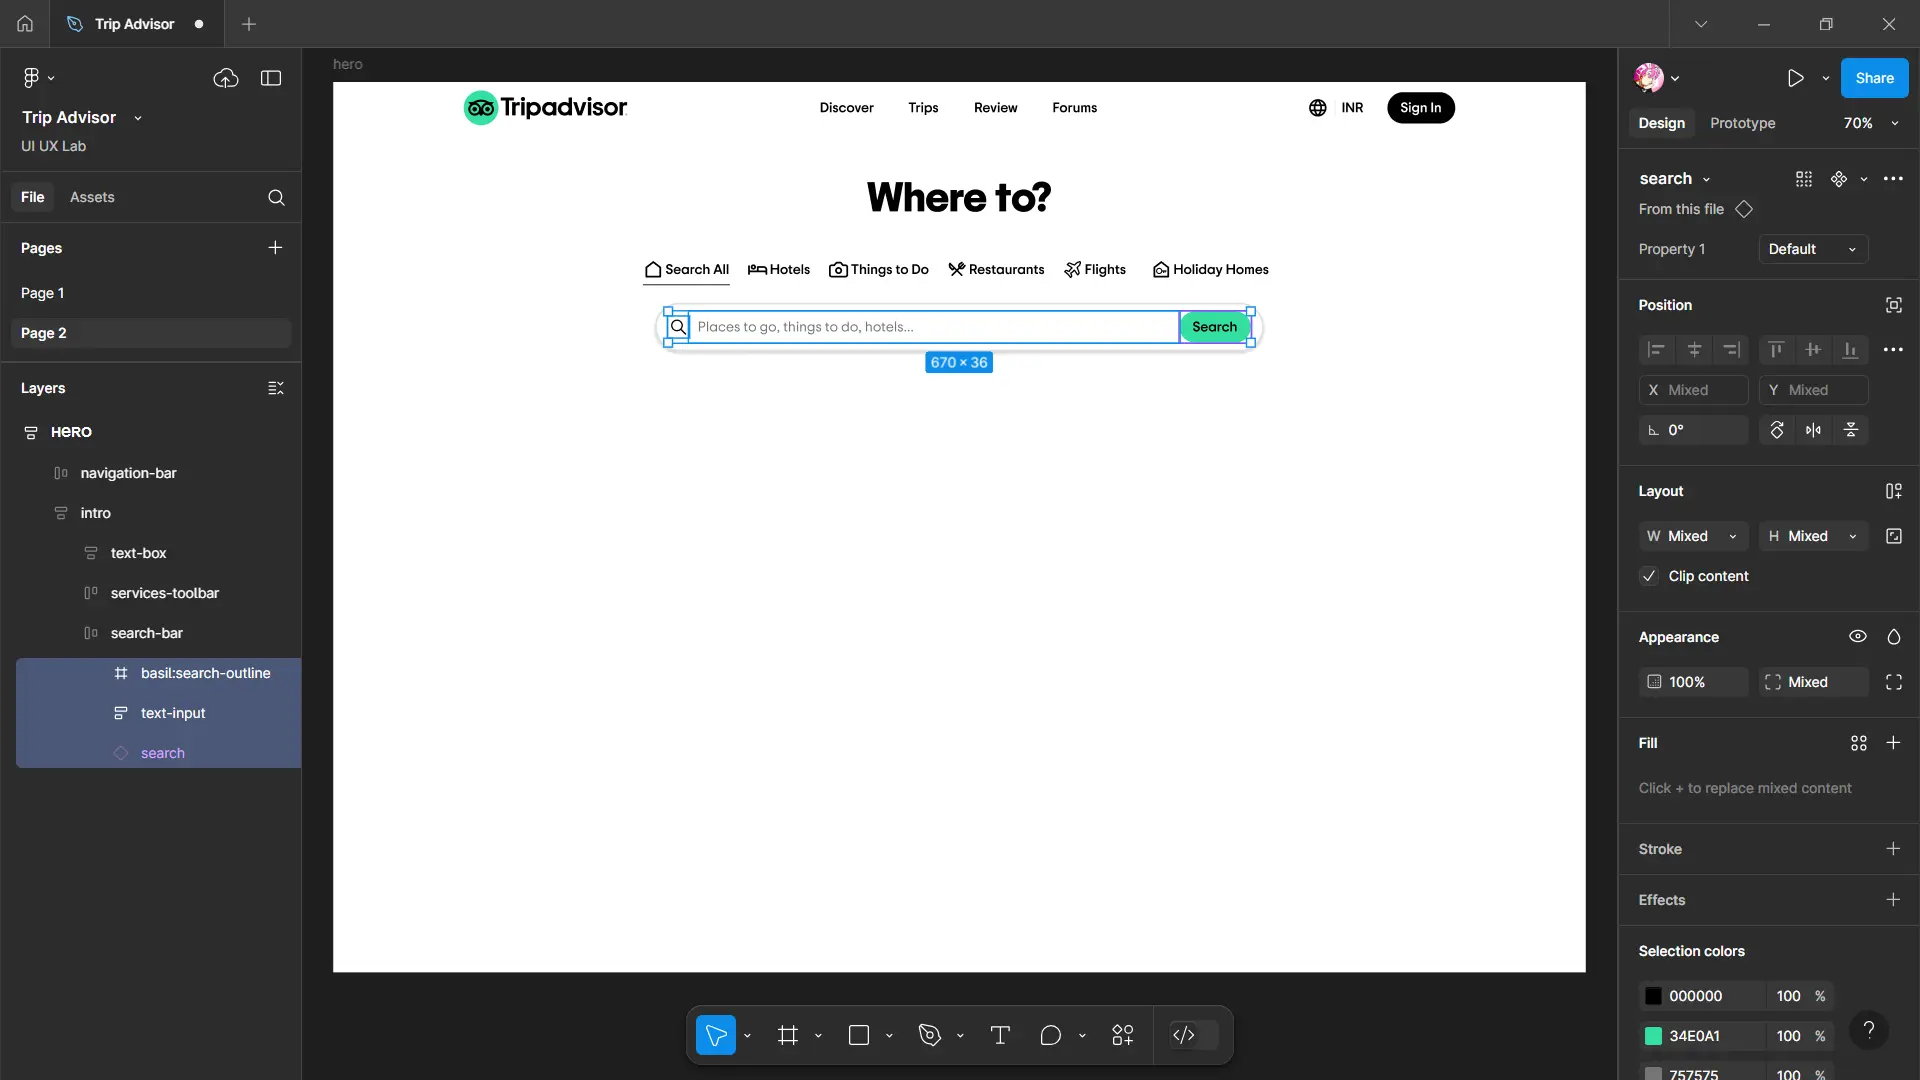 Trip Advisor
Trip Advisor
UI UX Lab
File
Assets
Pages
Page 1
Page 2
Layers
HERO
navigation-bar
intro
text-box
services-toolbar
search-bar
basil:search-outline
text-input
search
hero
Tripadvisor
Discover
Trips
Review
Forums
INR
Sign In
Where to?
Search All
Hotels
Things to Do
Restaurants
Flights
Holiday Homes
Places to go, things to do, hotels...
Search
670 × 36
Share
Design
Prototype
70%
search
From this file
Property 1
Default
Position
X Mixed
Y Mixed
0°
Layout
W Mixed
H Mixed
Clip content
Appearance
100%
Mixed
Fill
Click + to replace mixed content
Stroke
Effects
Selection colors
000000 100 %
34E0A1 100 %
757575 100 %
?